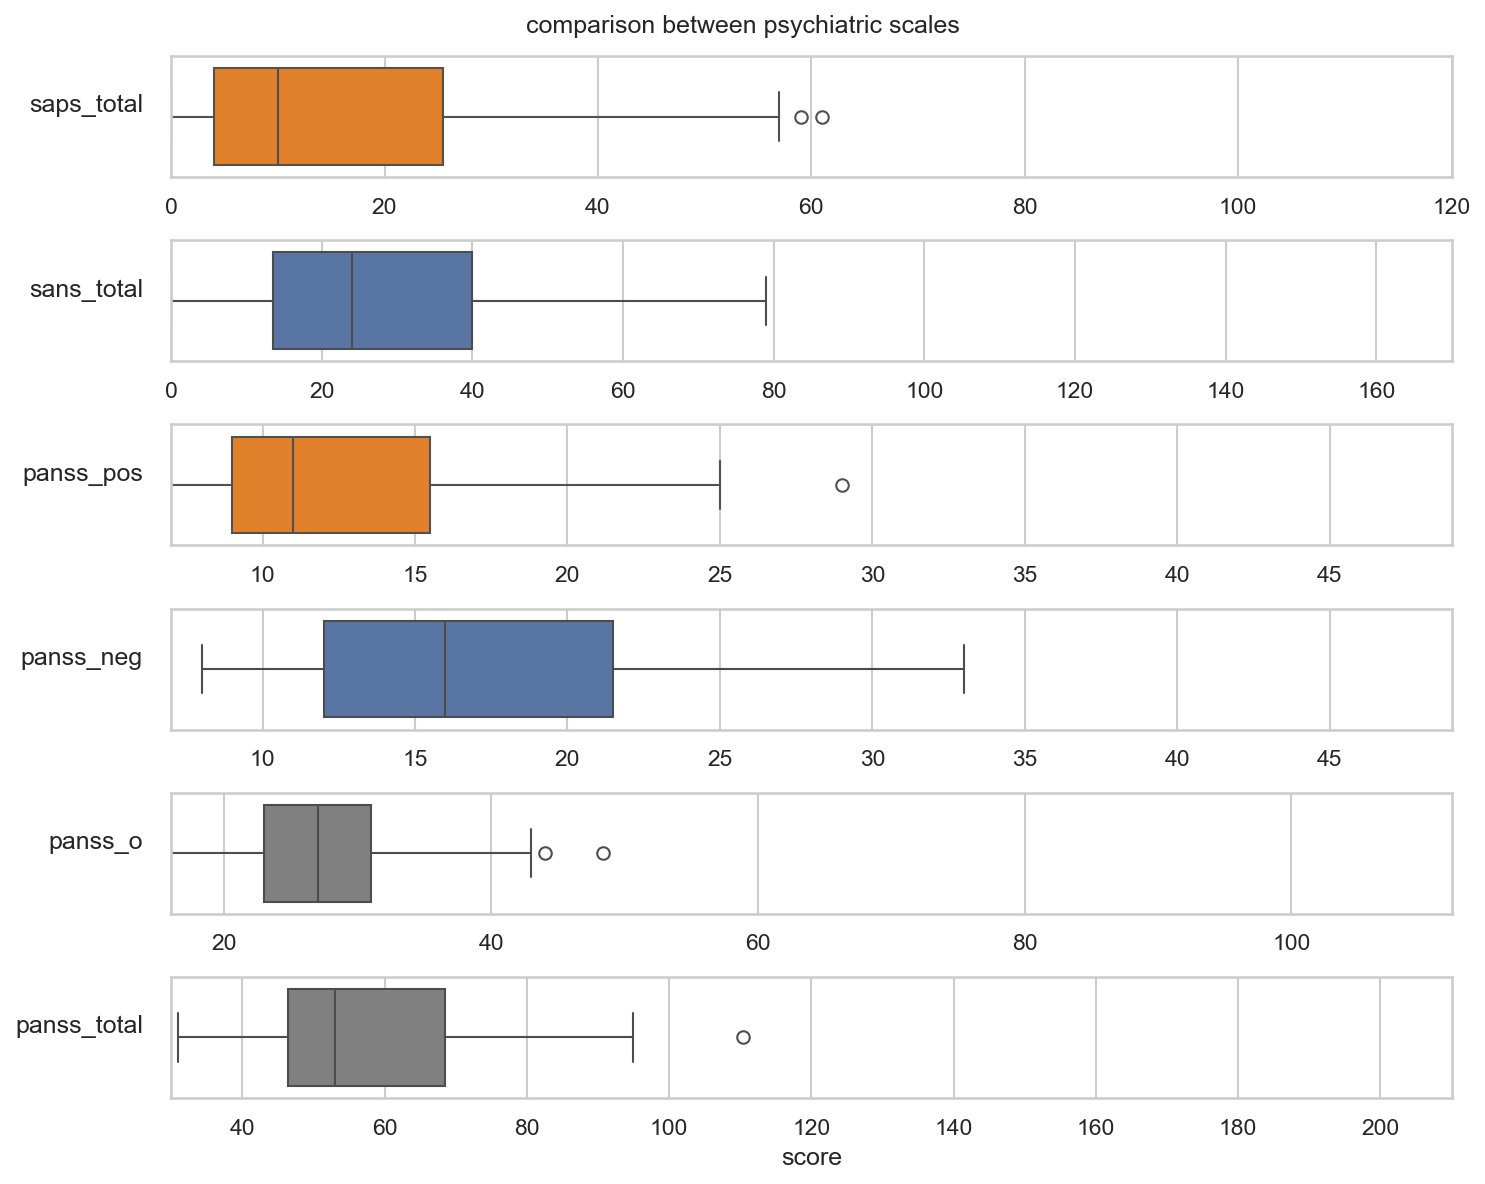 comparison between psychiatric scales
saps_total
0 20 40 60 80 100 120
sans_total
0 20 40 60 80 100 120 140 160
panss_pos
10 15 20 25 30 35 40 45
panss_neg
10 15 20 25 30 35 40 45
panss_o
20 40 60 80 100
panss_total
40 60 80 100 120 140 160 180 200
score